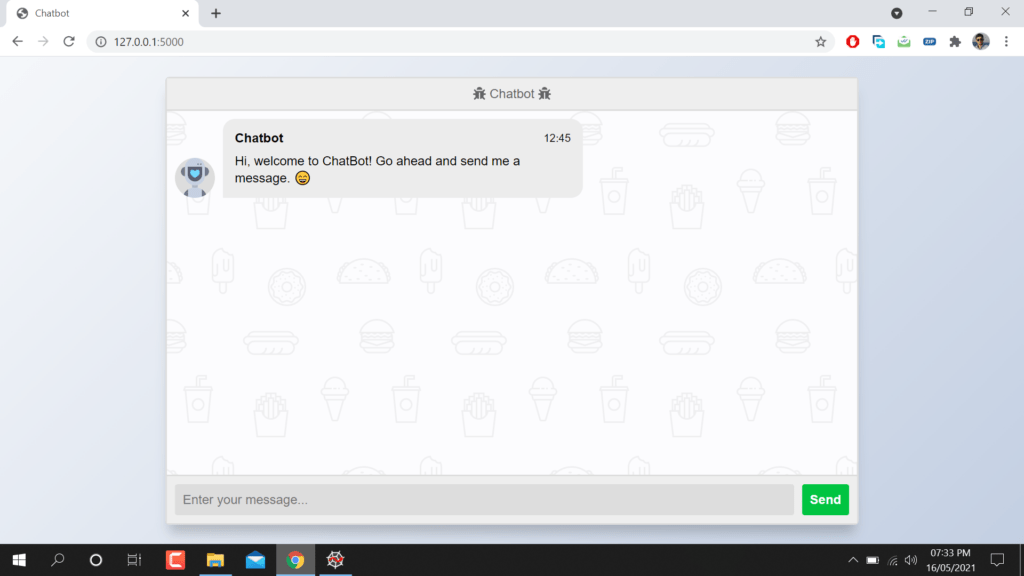 Chatbot
127.0.0.1:5000
Chatbot
Chatbot
12:45
Hi, welcome to ChatBot! Go ahead and send me a
message. 😄
Enter your message...
Send
ZIP
07:33 PM
16/05/2021